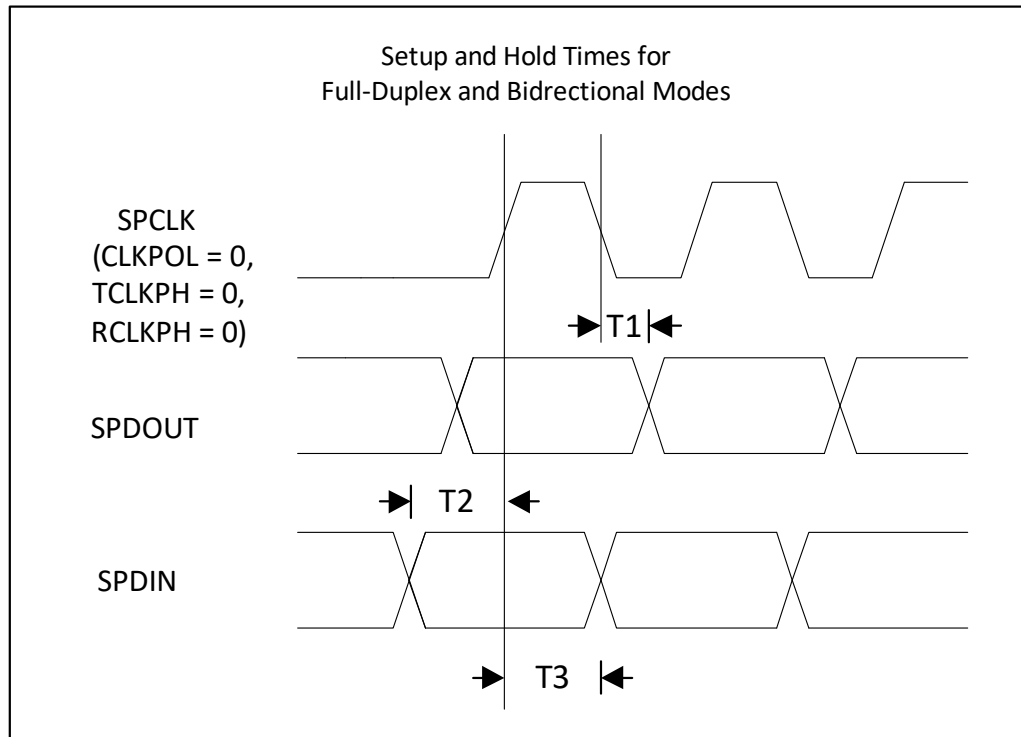 Setup and Hold Times for
Full-Duplex and Bidrectional Modes
SPCLK
(CLKPOL = 0,
TCLKPH = 0,
RCLKPH = 0)
T1
SPDOUT
T2
SPDIN
T3